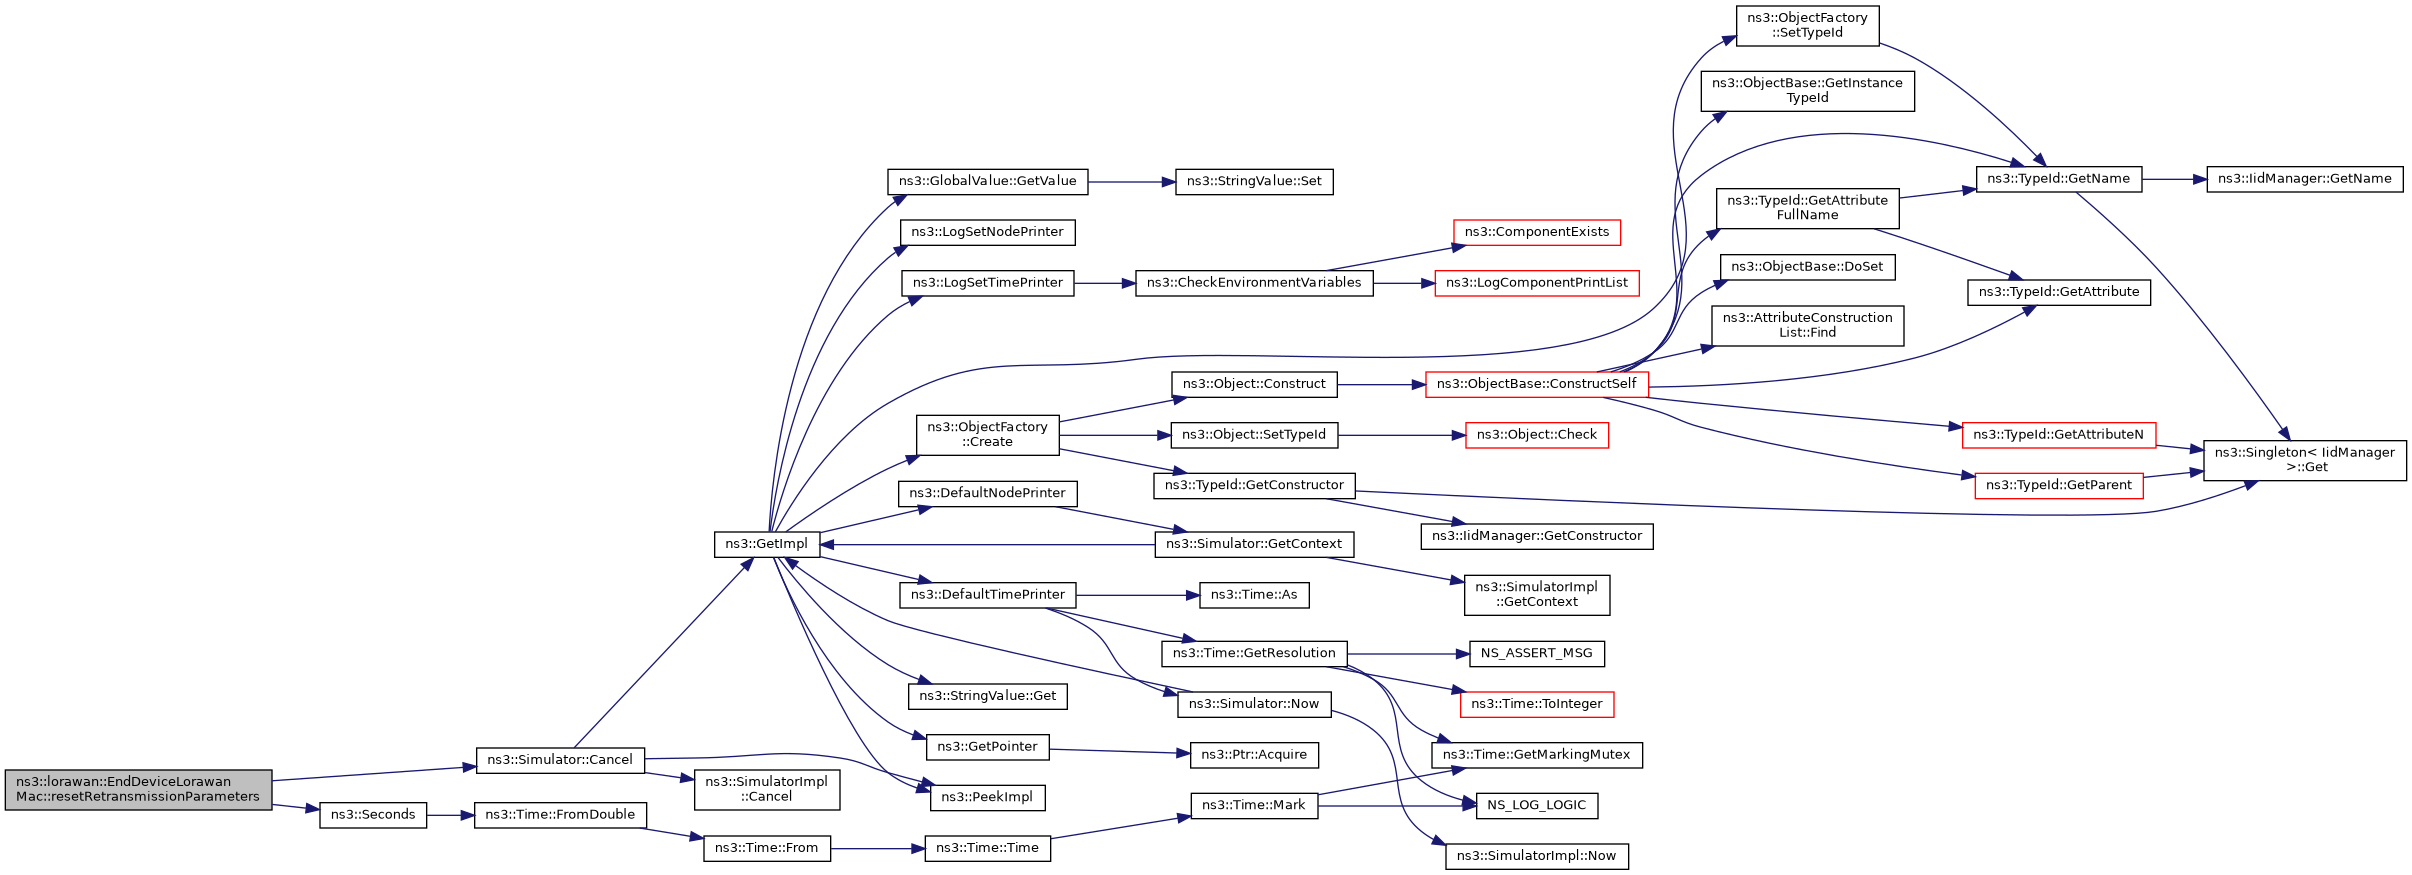 ns3::lorawan::EndDeviceLorawan
Mac::resetRetransmissionParameters
ns3::Simulator::Cancel
ns3::Seconds
ns3::GetImpl
ns3::SimulatorImpl
::Cancel
ns3::Time::FromDouble
ns3::Time::From
ns3::GlobalValue::GetValue
ns3::LogSetNodePrinter
ns3::LogSetTimePrinter
ns3::ObjectFactory
::Create
ns3::DefaultNodePrinter
ns3::DefaultTimePrinter
ns3::StringValue::Get
ns3::GetPointer
ns3::PeekImpl
ns3::Time::Time
ns3::StringValue::Set
ns3::CheckEnvironmentVariables
ns3::Object::Construct
ns3::Object::SetTypeId
ns3::TypeId::GetConstructor
ns3::Simulator::GetContext
ns3::Time::As
ns3::Time::GetResolution
ns3::Simulator::Now
ns3::Ptr::Acquire
ns3::Time::Mark
ns3::ComponentExists
ns3::LogComponentPrintList
ns3::ObjectBase::ConstructSelf
ns3::Object::Check
ns3::IidManager::GetConstructor
ns3::SimulatorImpl
::GetContext
NS_ASSERT_MSG
ns3::Time::ToInteger
ns3::Time::GetMarkingMutex
NS_LOG_LOGIC
ns3::SimulatorImpl::Now
ns3::ObjectFactory
::SetTypeId
ns3::ObjectBase::GetInstance
TypeId
ns3::TypeId::GetAttribute
FullName
ns3::ObjectBase::DoSet
ns3::AttributeConstruction
List::Find
ns3::TypeId::GetName
ns3::TypeId::GetAttribute
ns3::TypeId::GetAttributeN
ns3::TypeId::GetParent
ns3::IidManager::GetName
ns3::Singleton< IidManager
>::Get